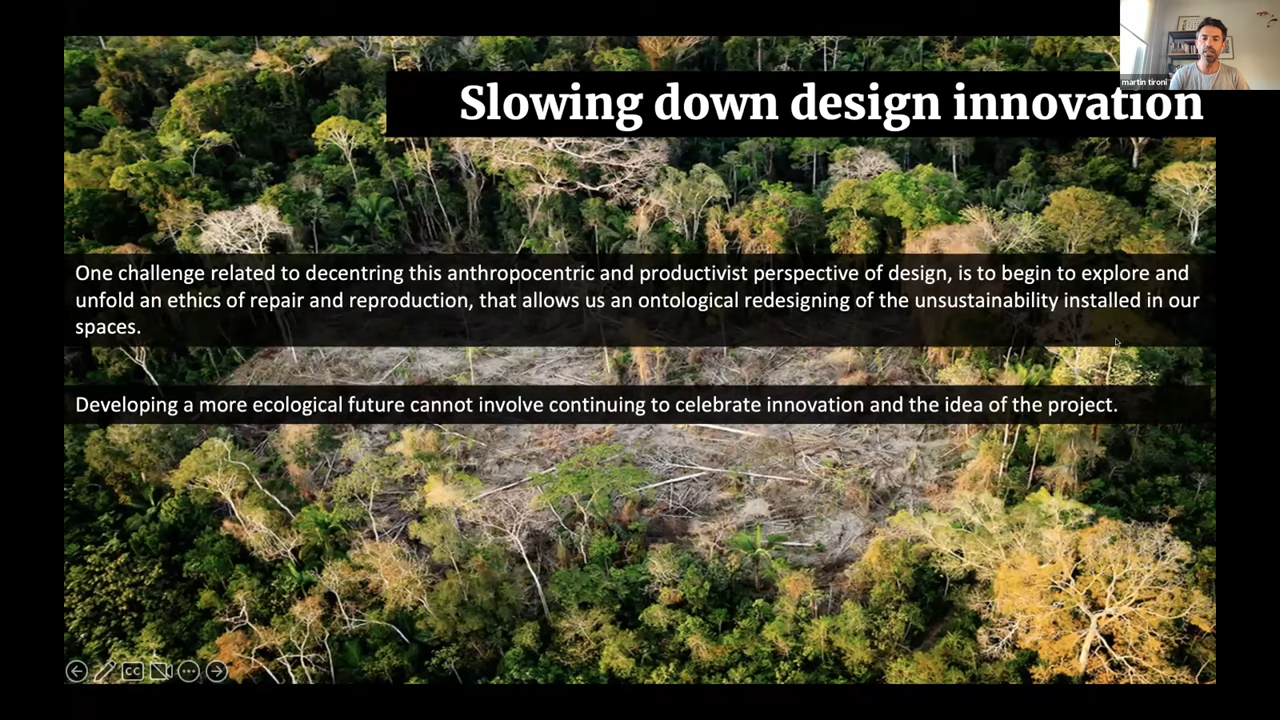 martin tironi
Slowing down design innovation
One challenge related to decentring this anthropocentric and productivist perspective of design, is to begin to explore and
unfold an ethics of repair and reproduction, that allows us an ontological redesigning of the unsustainability installed in our
spaces.
Developing a more ecological future cannot involve continuing to celebrate innovation and the idea of the project.
CC